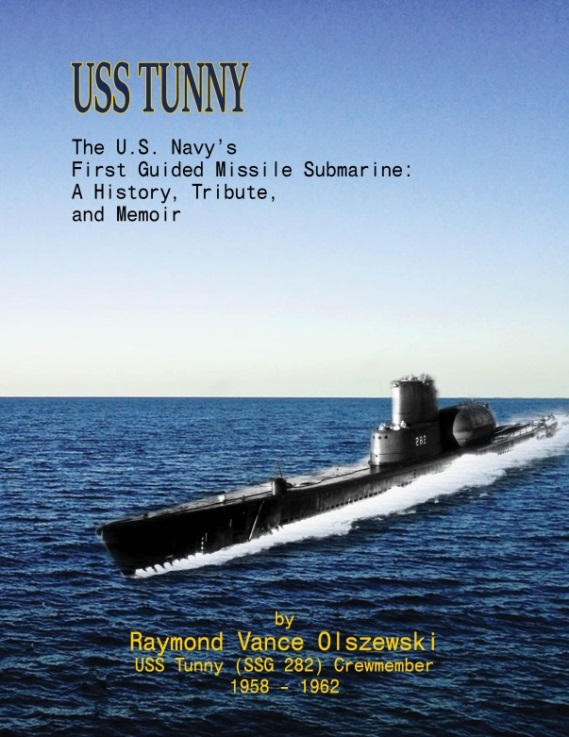 USS TUNNY
The U.S. Navy's
First Guided Missile Submarine:
A History, Tribute,
and Memoir
282
by
Raymond Vance Olszewski
USS Tunny (SSG 282) Crewmember
1958 - 1962